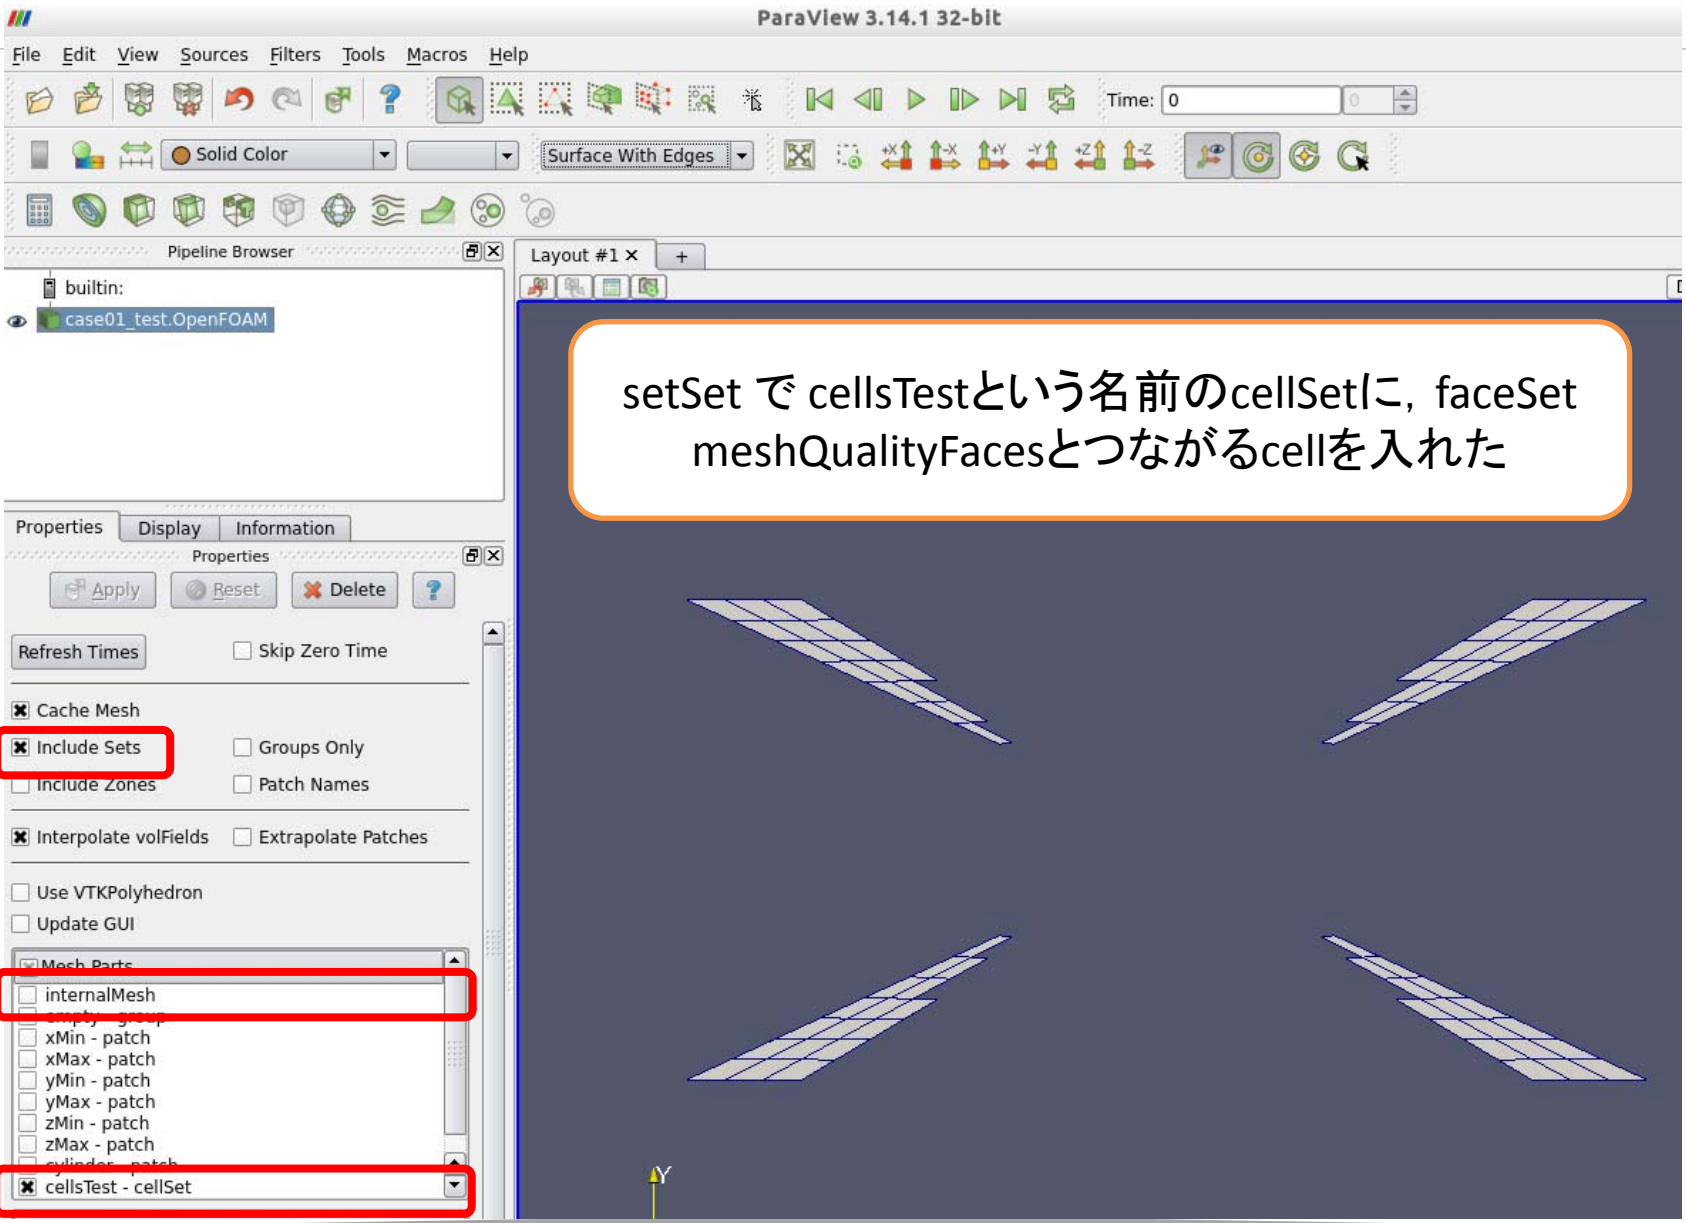 ParaView 3.14.1 32-bit
File Edit View Sources Filters Tools Macros Help
Time: 0 0
Solid Color Surface With Edges +X -X +Y -Y +Z -Z
Pipeline Browser
Layout #1 × +
builtin:
case01_test.OpenFOAM
setSet で cellsTestという名前のcellSetに, faceSet
meshQualityFacesとつながるcellを入れた
Properties Display Information
Properties
Apply Reset Delete ?
Refresh Times Skip Zero Time
Cache Mesh
Include Sets Groups Only
Include Zones Patch Names
Interpolate volFields Extrapolate Patches
Use VTKPolyhedron
Update GUI
Mesh Parts
internalMesh
empty - group
xMin - patch
xMax - patch
yMin - patch
yMax - patch
zMin - patch
zMax - patch
cylinder - patch
cellsTest - cellSet
Y